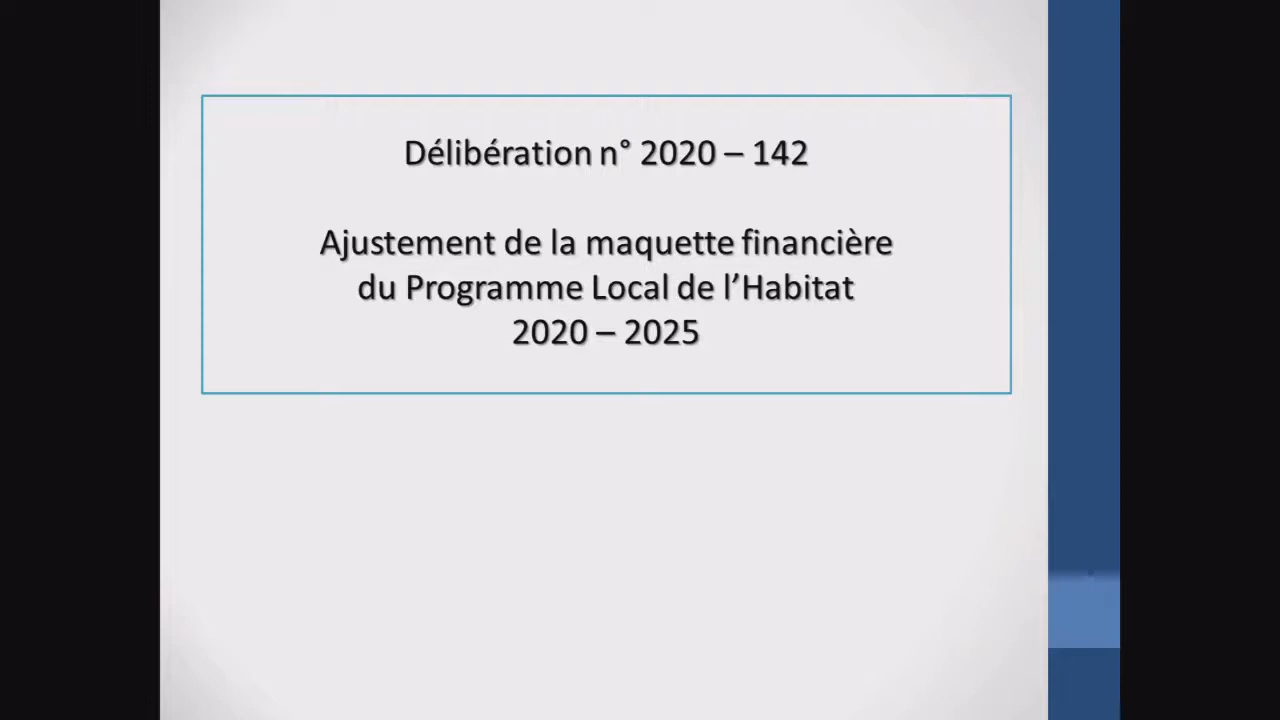 Délibération n° 2020 – 142
Ajustement de la maquette financière
du Programme Local de l’Habitat
2020 – 2025